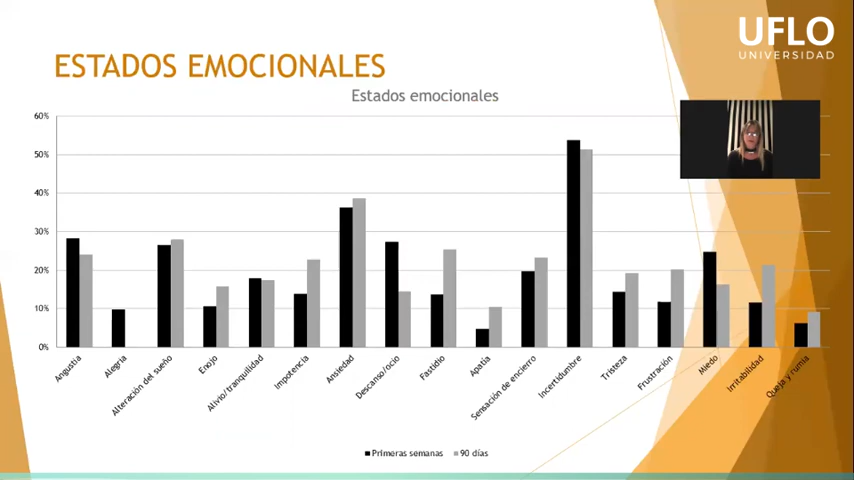 UFLO
UNIVERSIDAD
ESTADOS EMOCIONALES
Estados emocionales
60%
50%
40%
30%
20%
10%
0%
Angustia
Alegría
Alteración del sueño
Enojo
Alivio/tranquilidad
Impotencia
Ansiedad
Descanso/ocio
Fastidio
Apatía
Sensación de encierro
Incertidumbre
Tristeza
Frustración
Miedo
Irritabilidad
Queja y rumia
Primeras semanas 90 días